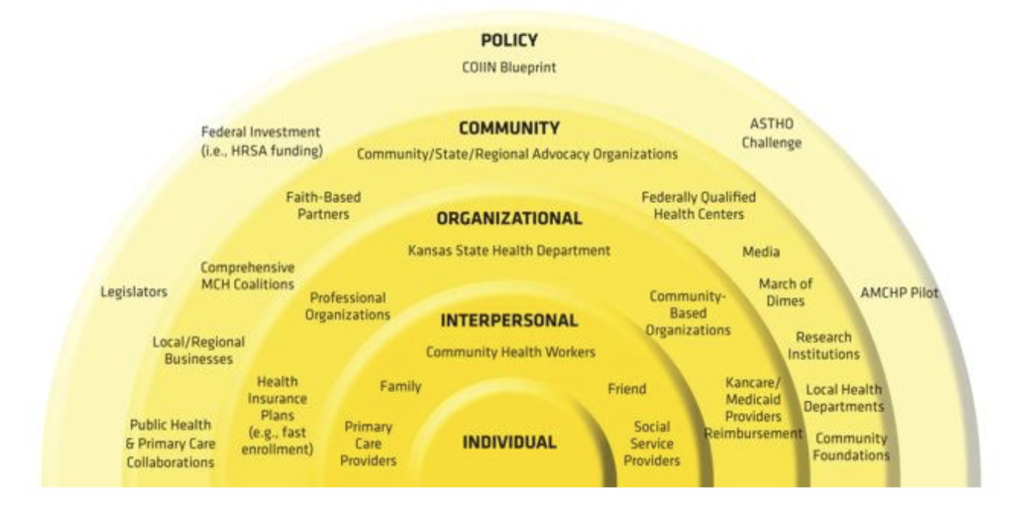 POLICY
COIIN Blueprint
Federal Investment
(i.e., HRSA funding)
ASTHO
Challenge
Legislators
AMCHP Pilot
COMMUNITY
Community/State/Regional Advocacy Organizations
Faith-Based
Partners
Federally Qualified
Health Centers
Comprehensive
MCH Coalitions
Media
March of
Dimes
Local/Regional
Businesses
Research
Institutions
Public Health
& Primary Care
Collaborations
Local Health
Departments
Community
Foundations
ORGANIZATIONAL
Kansas State Health Department
Professional
Organizations
Community-
Based
Organizations
Health
Insurance
Plans
(e.g., fast
enrollment)
Kancare/
Medicaid
Providers
Reimbursement
INTERPERSONAL
Community Health Workers
Family
Friend
Primary
Care
Providers
Social
Service
Providers
INDIVIDUAL